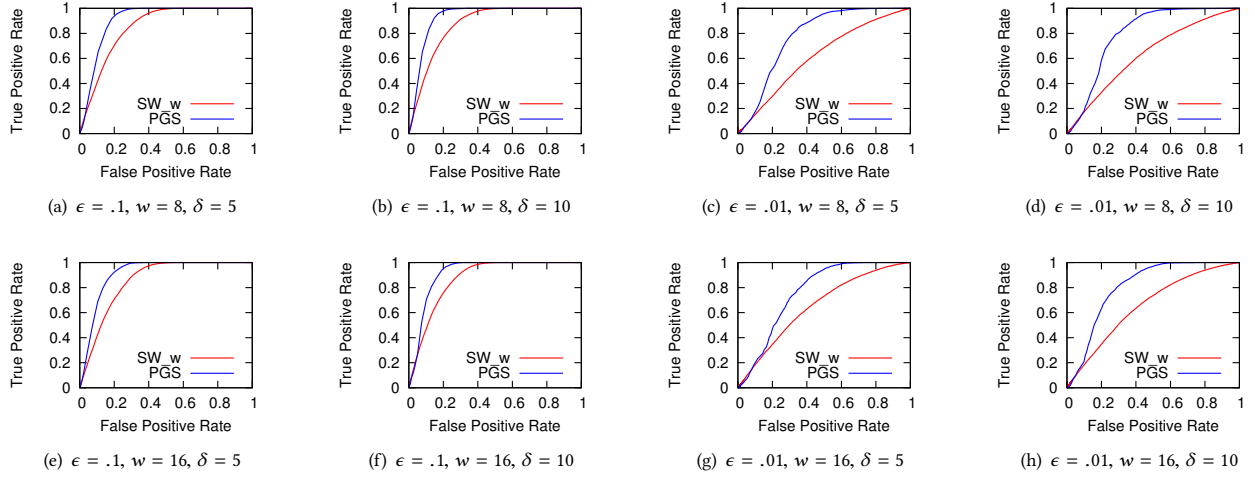 True Positive Rate
1
0.8
0.6
0.4
0.2
0
SW_w
PGS
0 0.2 0.4 0.6 0.8 1
False Positive Rate
(a) ϵ = .1, w = 8, δ = 5
True Positive Rate
1
0.8
0.6
0.4
0.2
0
SW_w
PGS
0 0.2 0.4 0.6 0.8 1
False Positive Rate
(b) ϵ = .1, w = 8, δ = 10
True Positive Rate
1
0.8
0.6
0.4
0.2
0
SW_w
PGS
0 0.2 0.4 0.6 0.8 1
False Positive Rate
(c) ϵ = .01, w = 8, δ = 5
True Positive Rate
1
0.8
0.6
0.4
0.2
0
SW_w
PGS
0 0.2 0.4 0.6 0.8 1
False Positive Rate
(d) ϵ = .01, w = 8, δ = 10
True Positive Rate
1
0.8
0.6
0.4
0.2
0
SW_w
PGS
0 0.2 0.4 0.6 0.8 1
False Positive Rate
(e) ϵ = .1, w = 16, δ = 5
True Positive Rate
1
0.8
0.6
0.4
0.2
0
SW_w
PGS
0 0.2 0.4 0.6 0.8 1
False Positive Rate
(f) ϵ = .1, w = 16, δ = 10
True Positive Rate
1
0.8
0.6
0.4
0.2
0
SW_w
PGS
0 0.2 0.4 0.6 0.8 1
False Positive Rate
(g) ϵ = .01, w = 16, δ = 5
True Positive Rate
1
0.8
0.6
0.4
0.2
0
SW_w
PGS
0 0.2 0.4 0.6 0.8 1
False Positive Rate
(h) ϵ = .01, w = 16, δ = 10